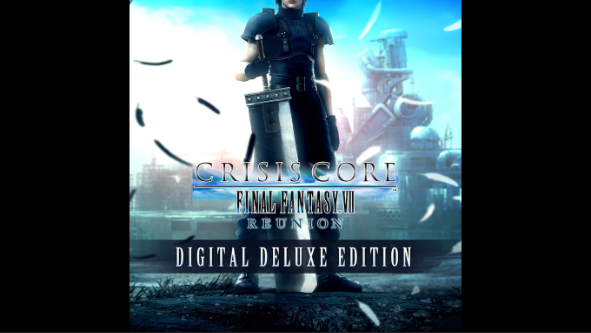 CRISIS CORE
FINAL FANTASY VII
REUNION
DIGITAL DELUXE EDITION